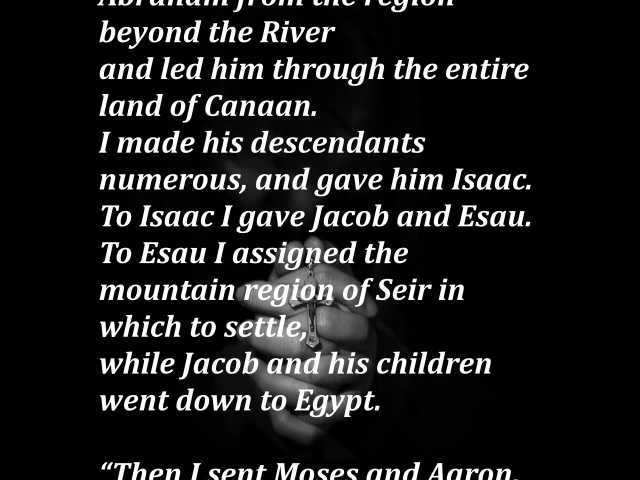 Abraham from the region
beyond the River
and led him through the entire
land of Canaan.
I made his descendants
numerous, and gave him Isaac.
To Isaac I gave Jacob and Esau.
To Esau I assigned the
mountain region of Seir in
which to settle,
while Jacob and his children
went down to Egypt.
“Then I sent Moses and Aaron,